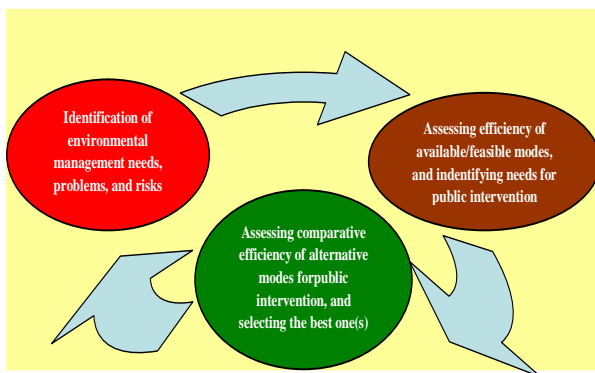 Identification of
environmental
management needs,
problems, and risks
Assessing efficiency of
available/feasible modes,
and indentifying needs for
public intervention
Assessing comparative
efficiency of alternative
modes forpublic
intervention, and
selecting the best one(s)